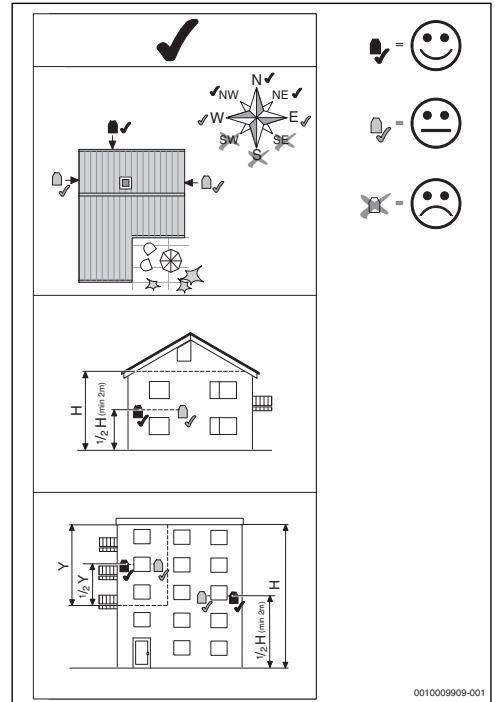 N
NW NE
W E
SW SE
S
=
=
=
H
1/2 H (min 2m)
Y
1/2 Y
H
1/2 H (min 2m)
0010009909-001